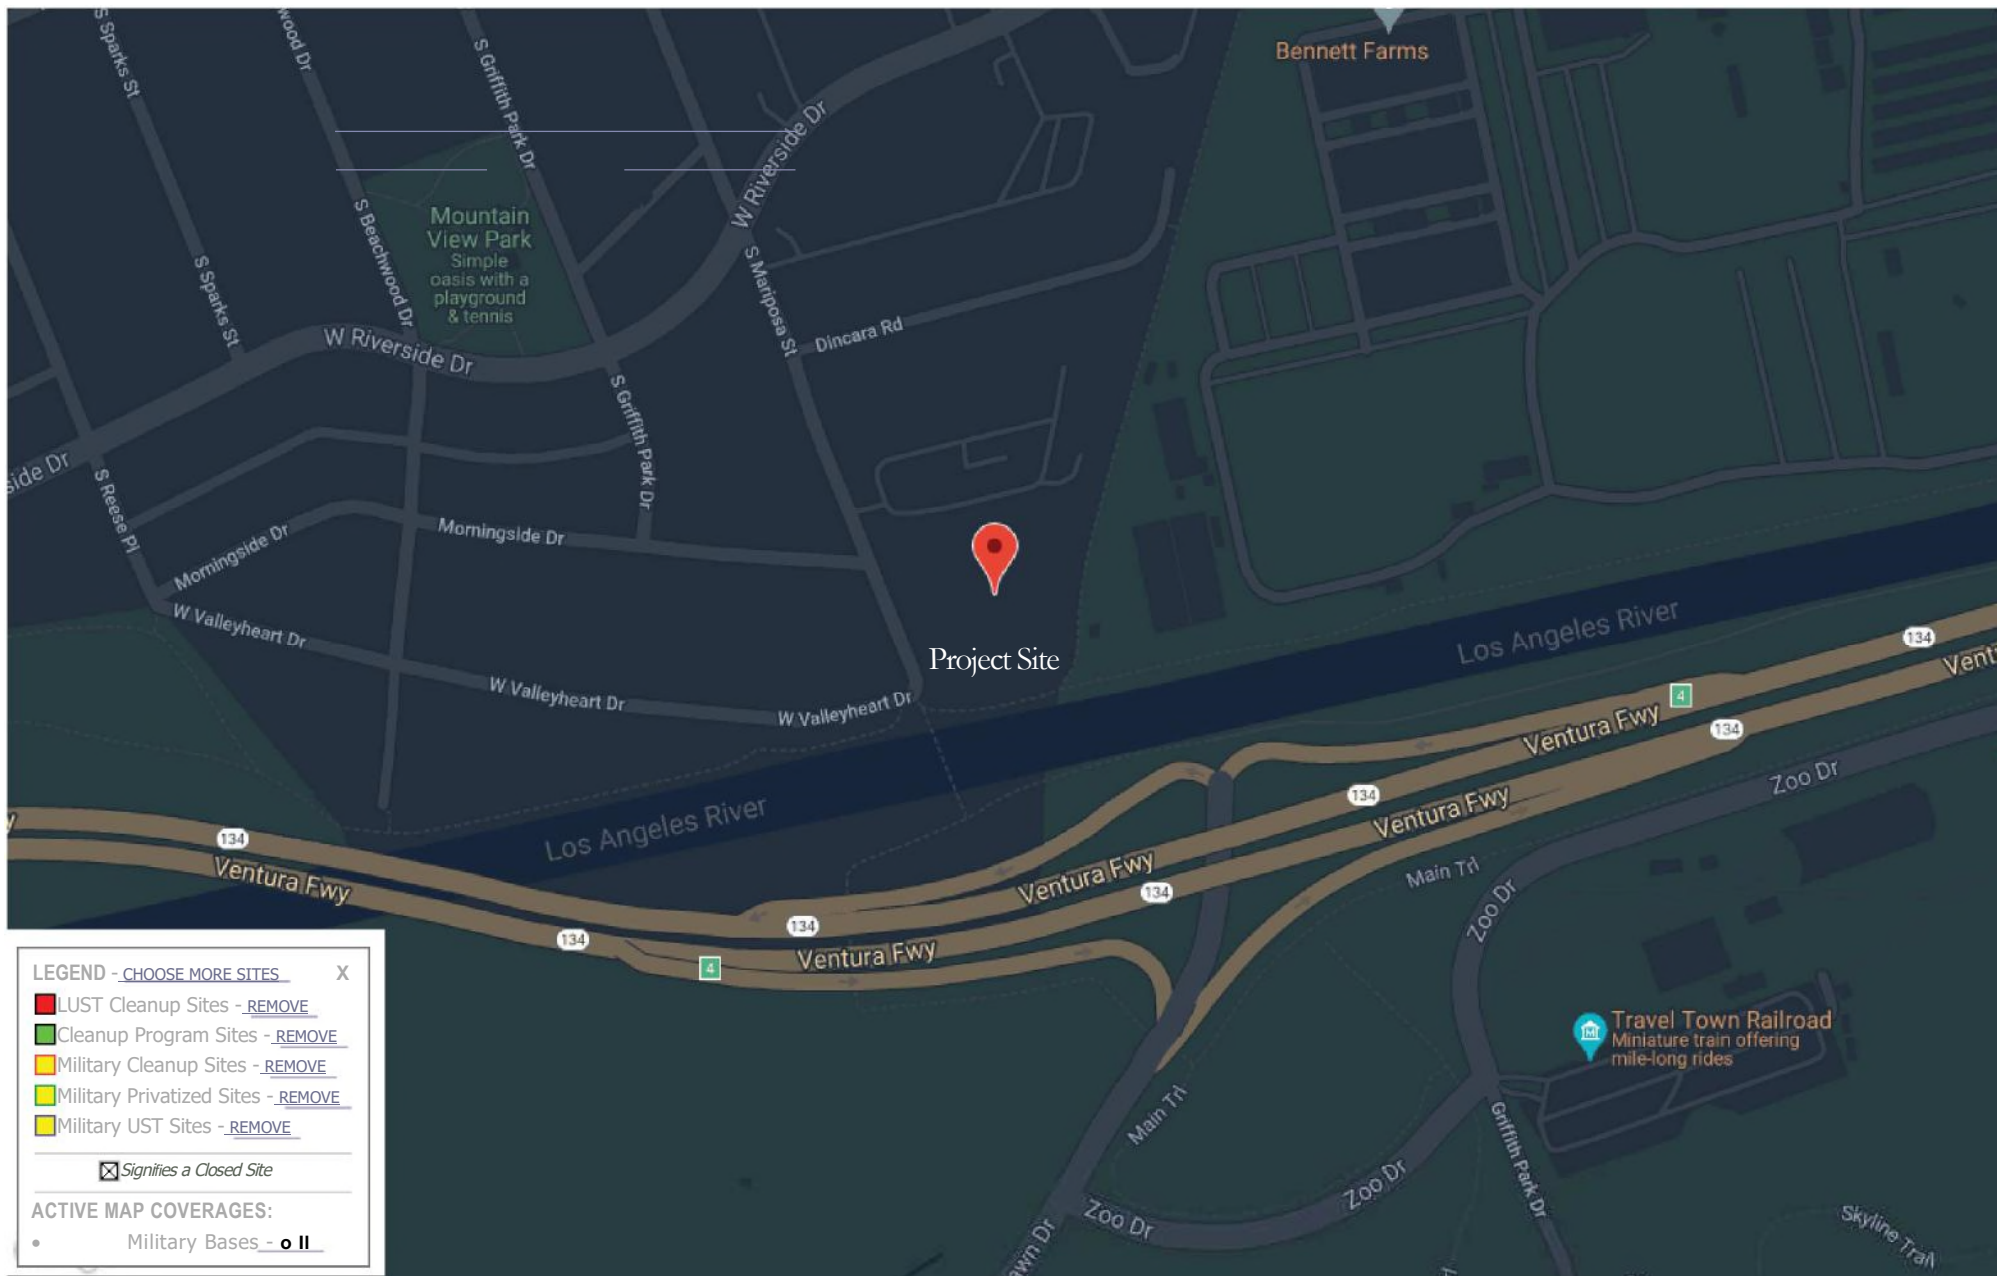 S Sparks St
wood Dr
S Griffith Park Dr
Bennett Farms
W Riverside Dr
Mountain
View Park
Simple
oasis with a
playground
& tennis
S Beachwood Dr
S Sparks St
S Mariposa St
Dincara Rd
W Riverside Dr
S Griffith Park Dr
side Dr
S Reese Pl
Morningside Dr
Morningside Dr
W Valleyheart Dr
Project Site
Los Angeles River
134
W Valleyheart Dr
W Valleyheart Dr
4
Ventura Fwy
134
Vent
Zoo Dr
134
Ventura Fwy
Los Angeles River
134
y
Ventura Fwy
Ventura Fwy
134
Main Trl
Zoo Dr
134
134
Ventura Fwy
4
LEGEND - CHOOSE MORE SITES X
LUST Cleanup Sites - REMOVE
Cleanup Program Sites - REMOVE
Military Cleanup Sites - REMOVE
Military Privatized Sites - REMOVE
Military UST Sites - REMOVE
Signifies a Closed Site
ACTIVE MAP COVERAGES:
• Military Bases - o II
Travel Town Railroad
Miniature train offering
mile-long rides
Main Trl
Griffith Park Dr
Zoo Dr
Zoo Dr
awn Dr
Skyline Trail